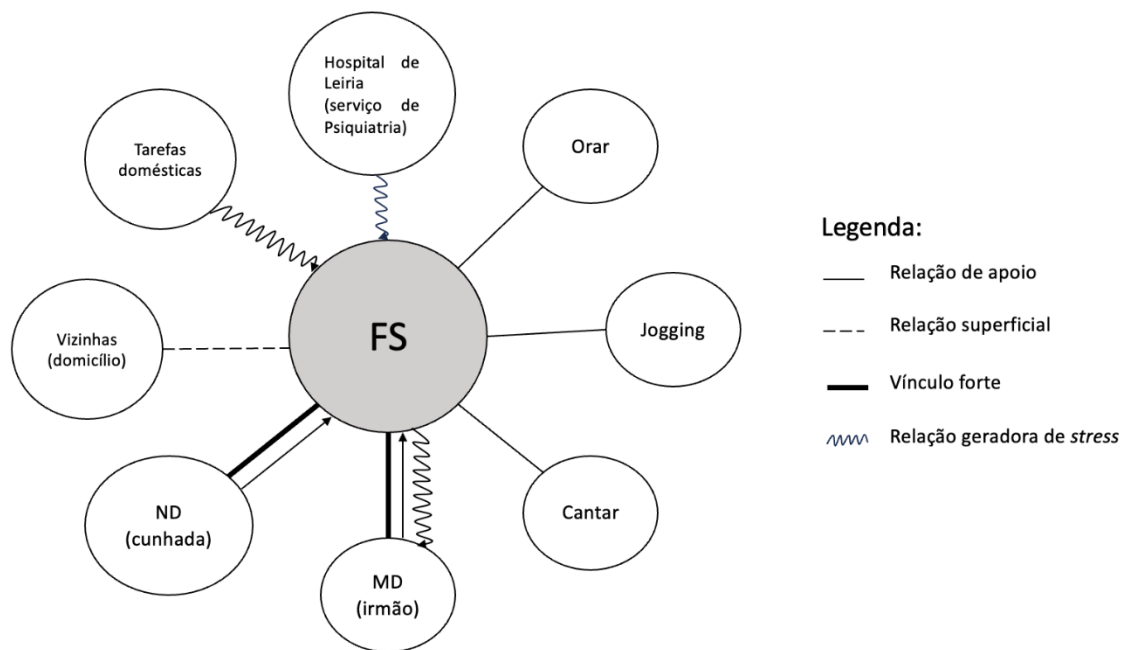 Hospital de
Leiria
(serviço de
Psiquiatria)
Tarefas
domésticas
Orar
Vizinhas
(domicílio)
FS
Jogging
ND
(cunhada)
MD
(irmão)
Cantar
Legenda:
Relação de apoio
Relação superficial
Vínculo forte
Relação geradora de stress